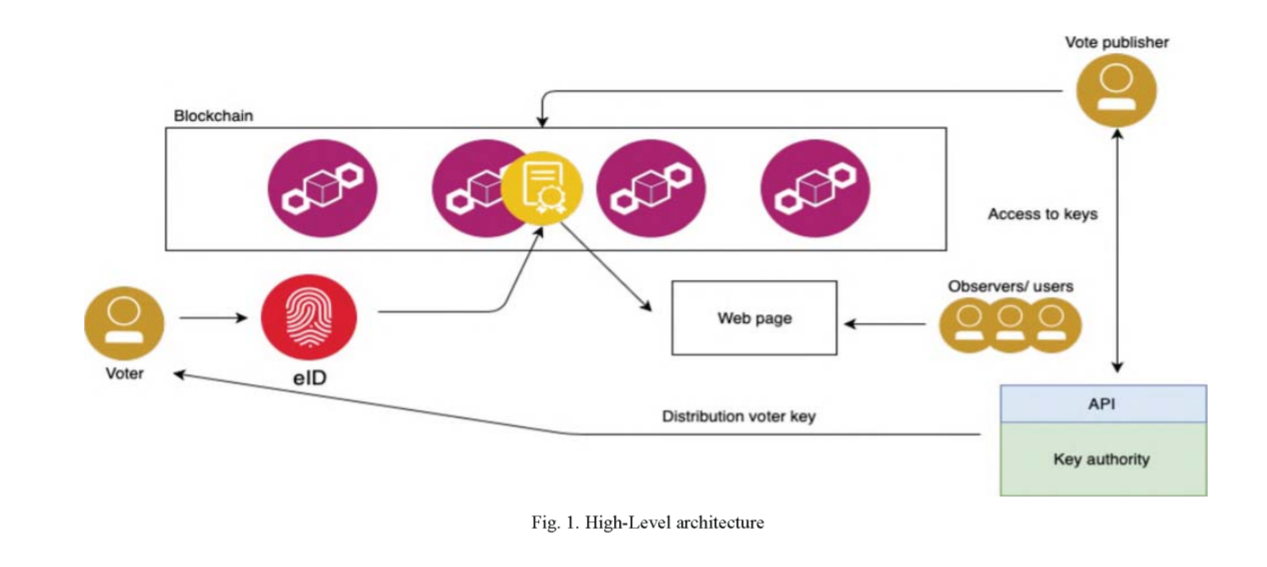 Vote publisher
Blockchain
Access to keys
Observers/ users
Web page
Voter
eID
API
Distribution voter key
Key authority
Fig. 1. High-Level architecture